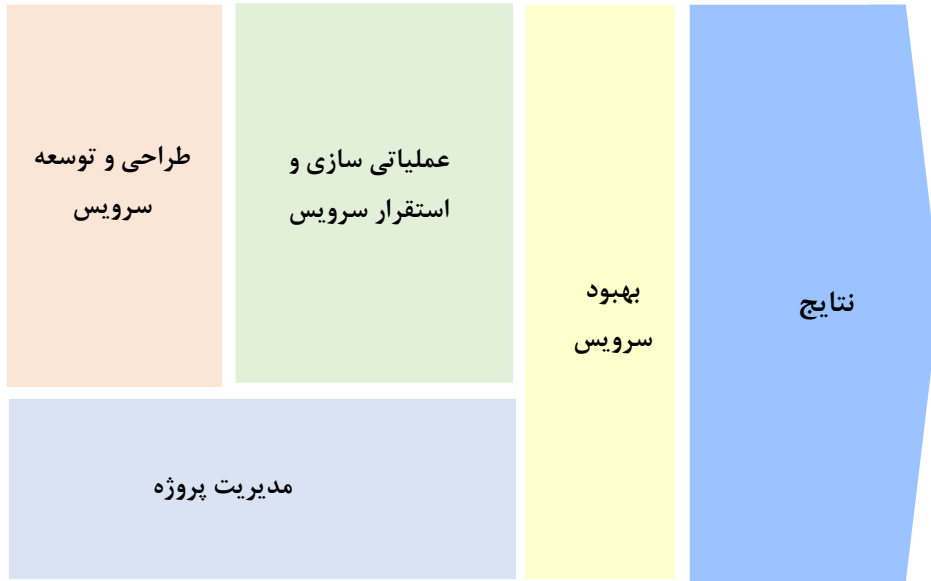 طراحی و توسعه
سرویس
عملیاتی سازی و
استقرار سرویس
بهبود
سرویس
نتایج
مدیریت پروژه